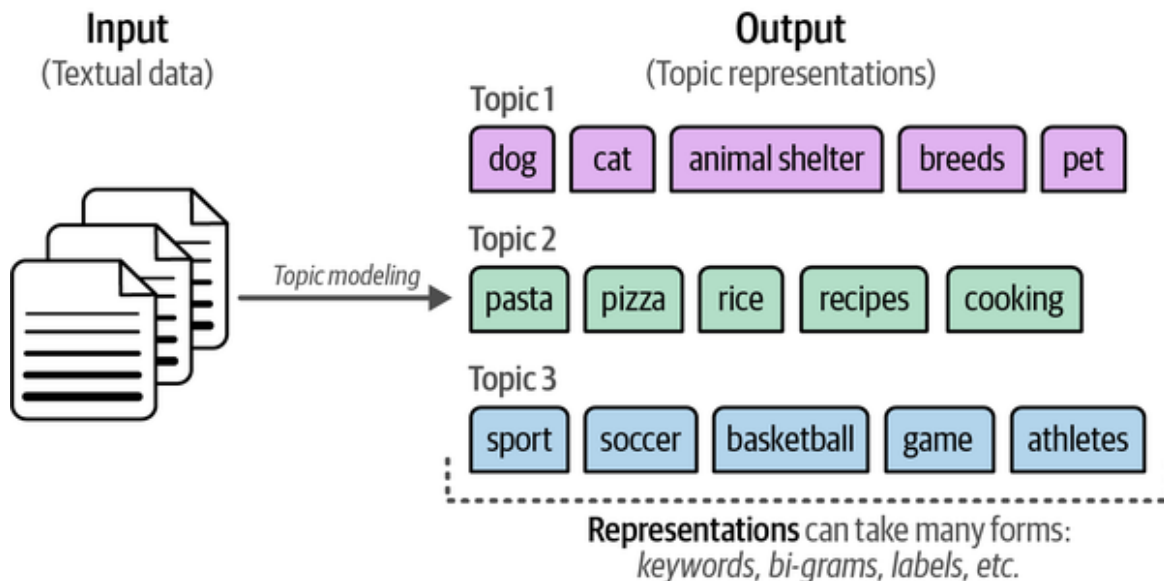 Input
(Textual data)
Topic modeling
Output
(Topic representations)
Topic 1
dog cat animal shelter breeds pet
Topic 2
pasta pizza rice recipes cooking
Topic 3
sport soccer basketball game athletes
Representations can take many forms:
keywords, bi-grams, labels, etc.